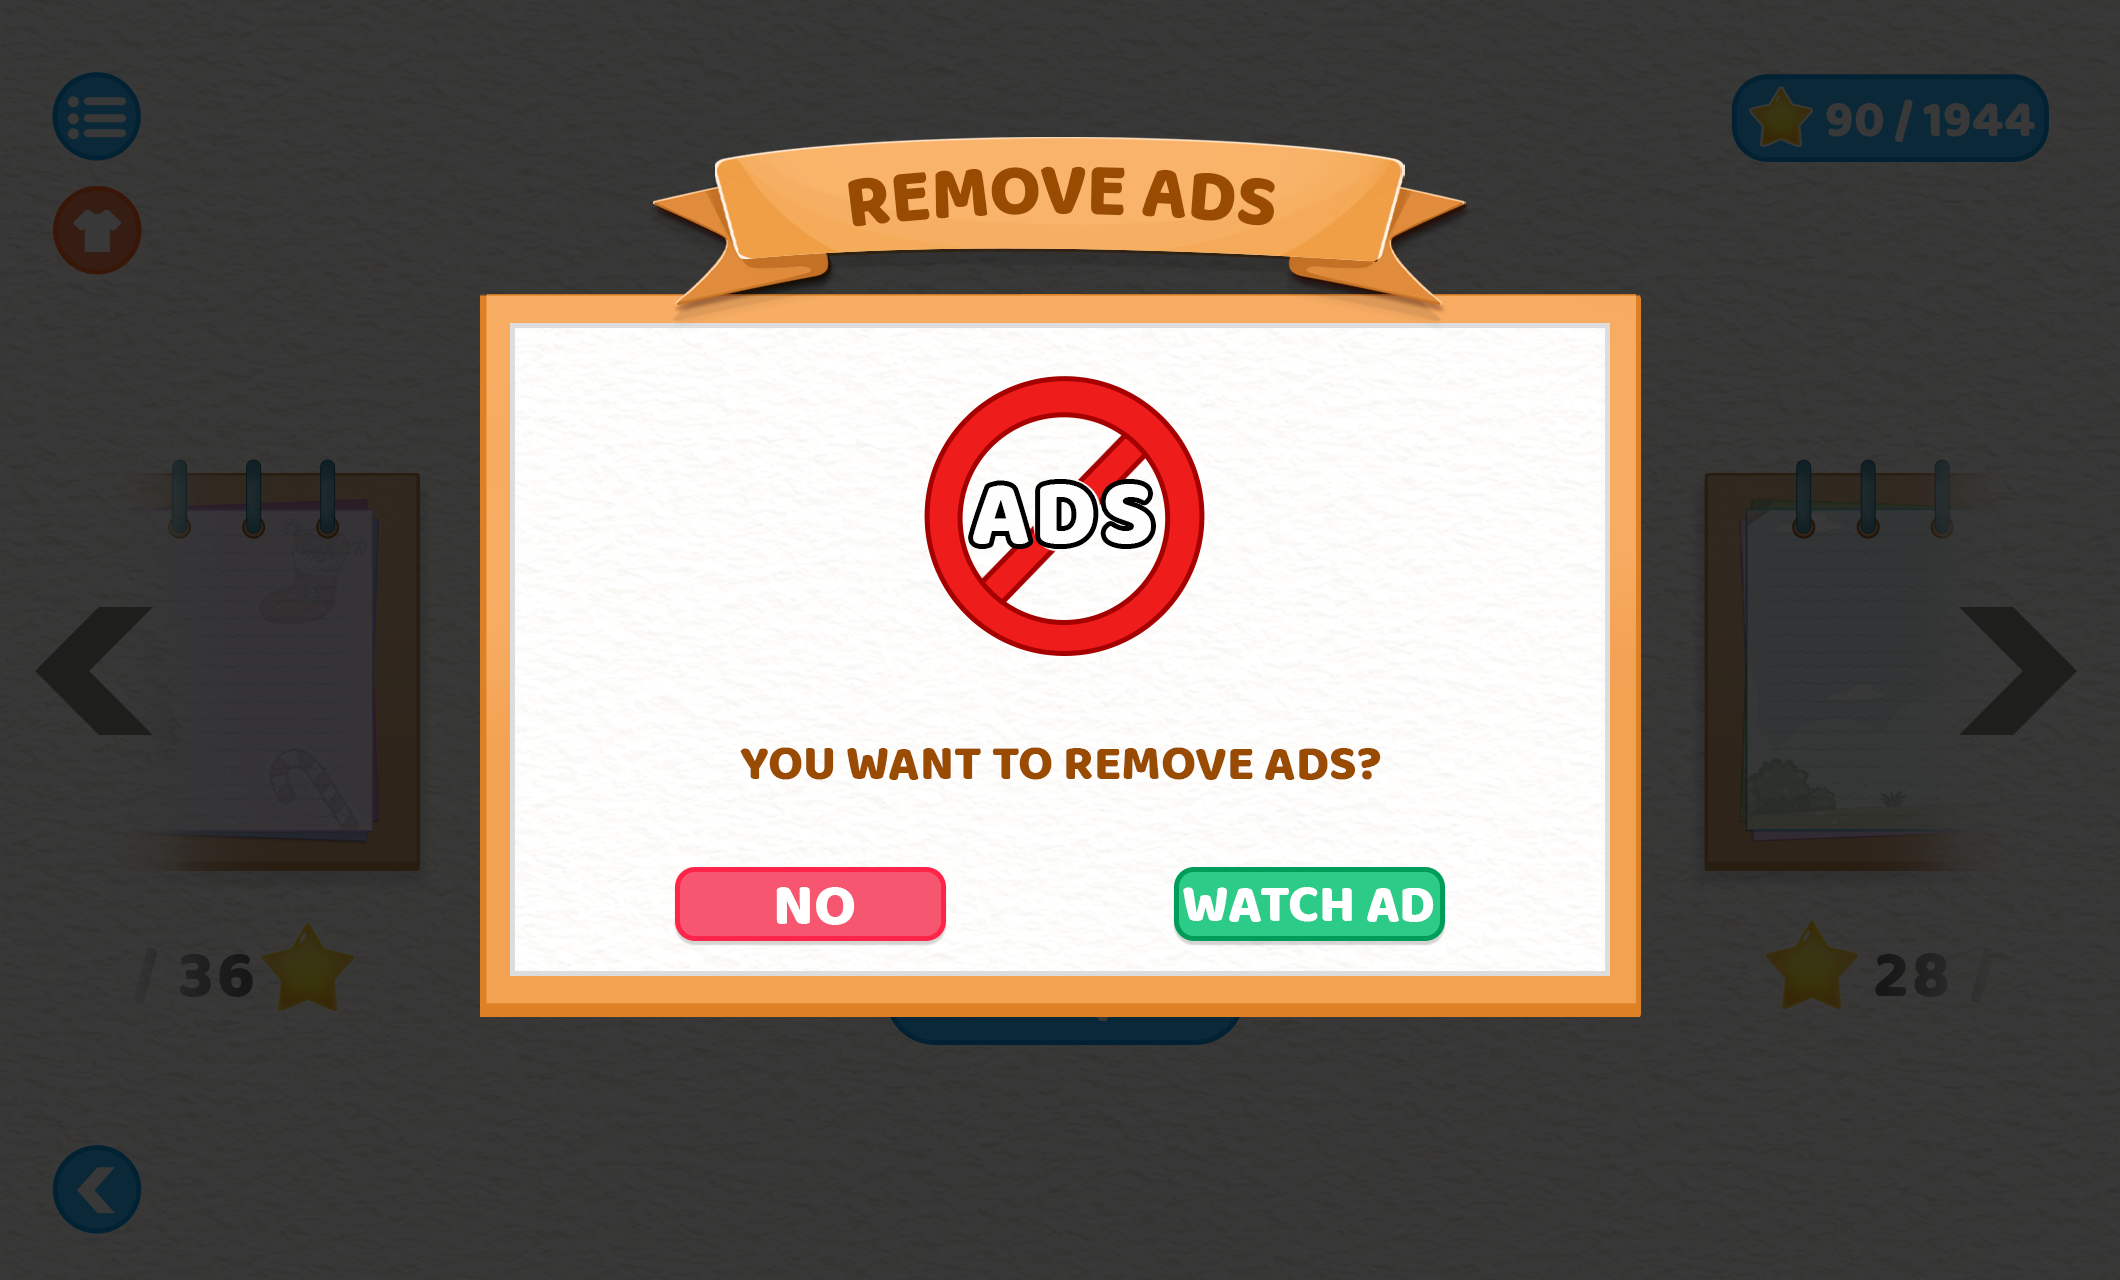 90 / 1944
REMOVE ADS
ADS
YOU WANT TO REMOVE ADS?
NO
WATCH AD
/ 36
28 /